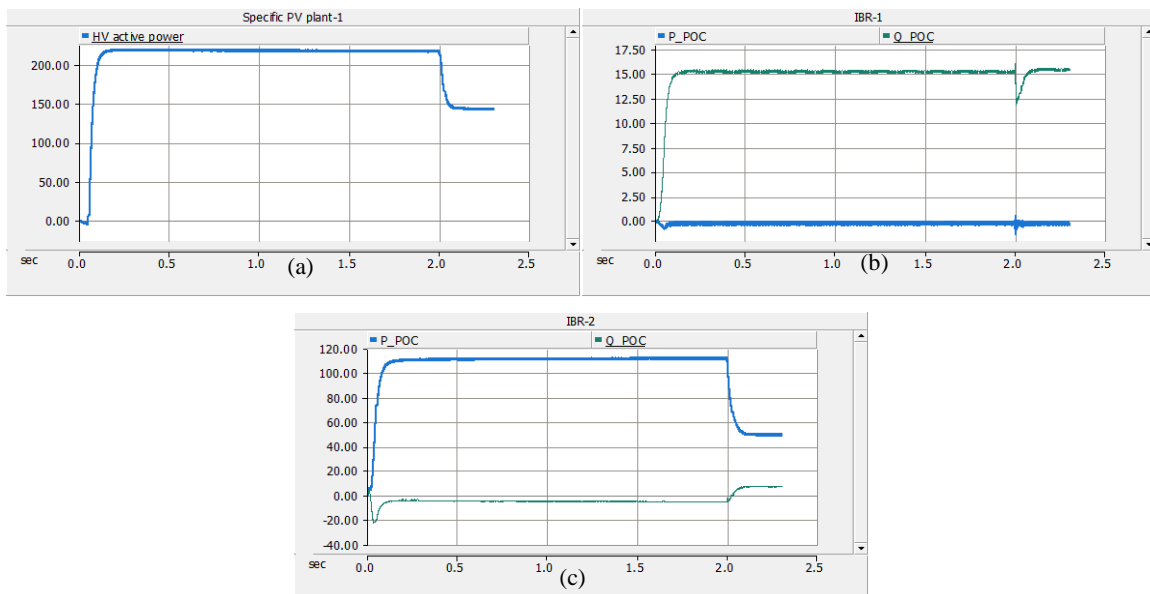 Specific PV plant-1
HV active power
200.00
150.00
100.00
50.00
0.00
sec
0.0 0.5 1.0 1.5 2.0 2.5
(a)
IBR-1
P_POC Q_POC
17.50
15.00
12.50
10.00
7.50
5.00
2.50
0.00
sec
0.0 0.5 1.0 1.5 2.0 2.5
(b)
IBR-2
P_POC Q_POC
120.00
100.00
80.00
60.00
40.00
20.00
0.00
-20.00
-40.00
sec
0.0 0.5 1.0 1.5 2.0 2.5
(c)